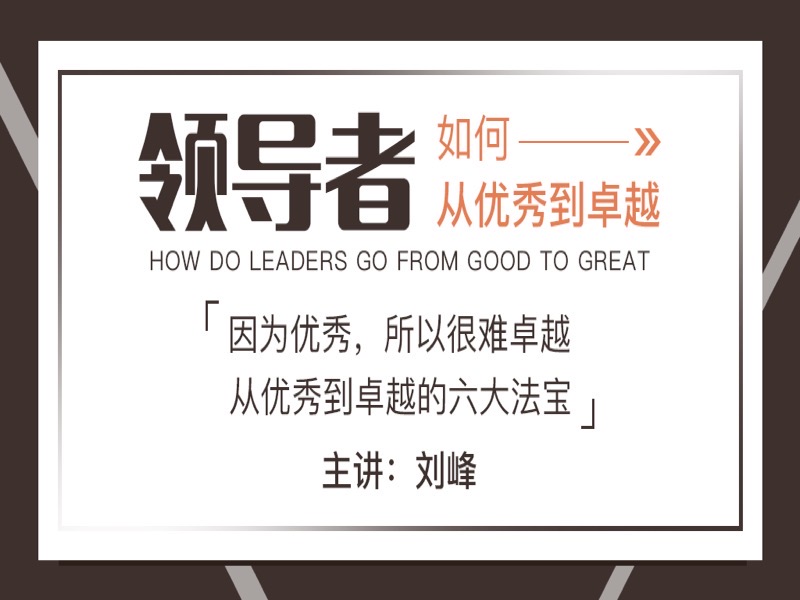 领导者
如何
从优秀到卓越
HOW DO LEADERS GO FROM GOOD TO GREAT
「因为优秀，所以很难卓越
从优秀到卓越的六大法宝」
主讲：刘峰